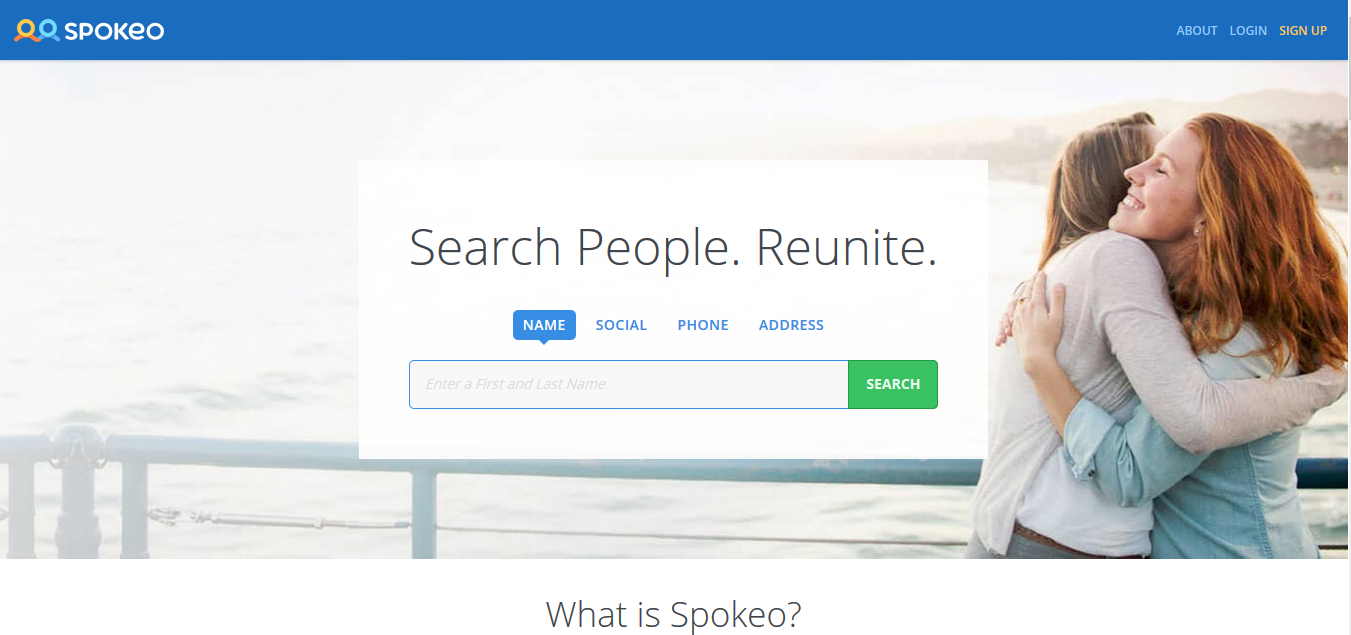 SPOKEO
ABOUT LOGIN SIGN UP
Search People. Reunite.
NAME SOCIAL PHONE ADDRESS
Enter a First and Last Name SEARCH
What is Spokeo?